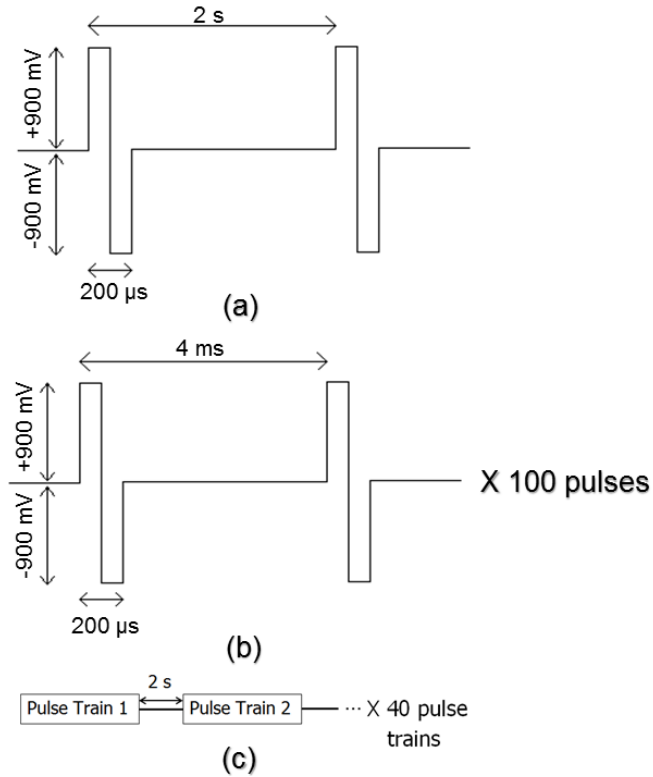 2 s
+900 mV
-900 mV
200 μs
(a)
4 ms
+900 mV
-900 mV
X 100 pulses
200 μs
(b)
2 s
Pulse Train 1
Pulse Train 2
··· X 40 pulse
trains
(c)